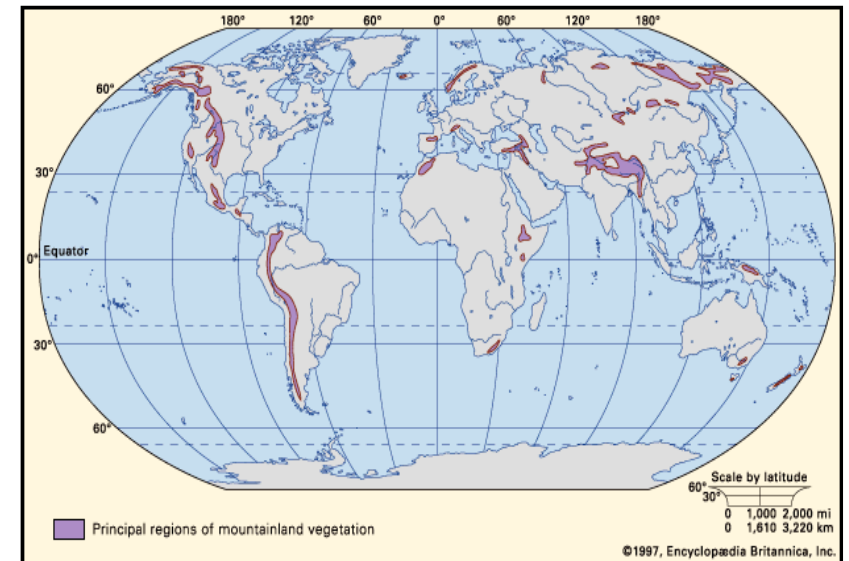 180° 120° 60° 0° 60° 120° 180°
60°
30°
Equator
0°
30°
60°
Scale by latitude
60°
30°
0 1,000 2,000 mi
0 1,610 3,220 km
Principal regions of mountainland vegetation
©1997, Encyclopædia Britannica, Inc.